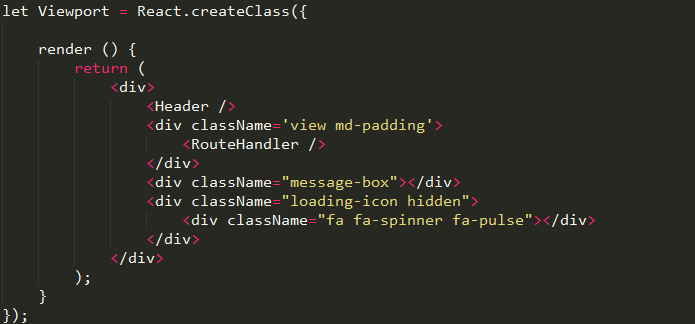 let Viewport = React.createClass({
render () {
return (
<div>
<Header />
<div className='view md-padding'>
<RouteHandler />
</div>
<div className="message-box"></div>
<div className="loading-icon hidden">
<div className="fa fa-spinner fa-pulse"></div>
</div>
</div>
);
}
});